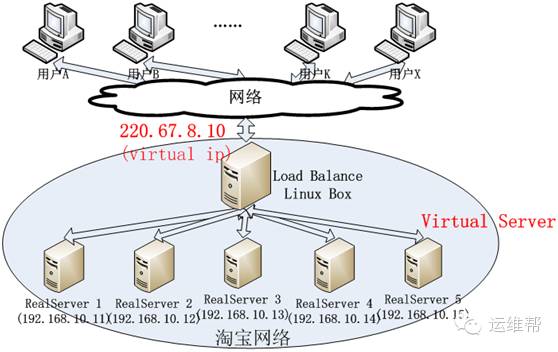 ......
用户A
用户B
用户K
用户X
网络
220.67.8.10
(virtual ip)
Load Balance
Linux Box
Virtual Server
RealServer 1
(192.168.10.11)
RealServer 2
(192.168.10.12)
RealServer 3
(192.168.10.13)
RealServer 4
(192.168.10.14)
RealServer 5
(192.168.10.15)
淘宝网络
运维帮